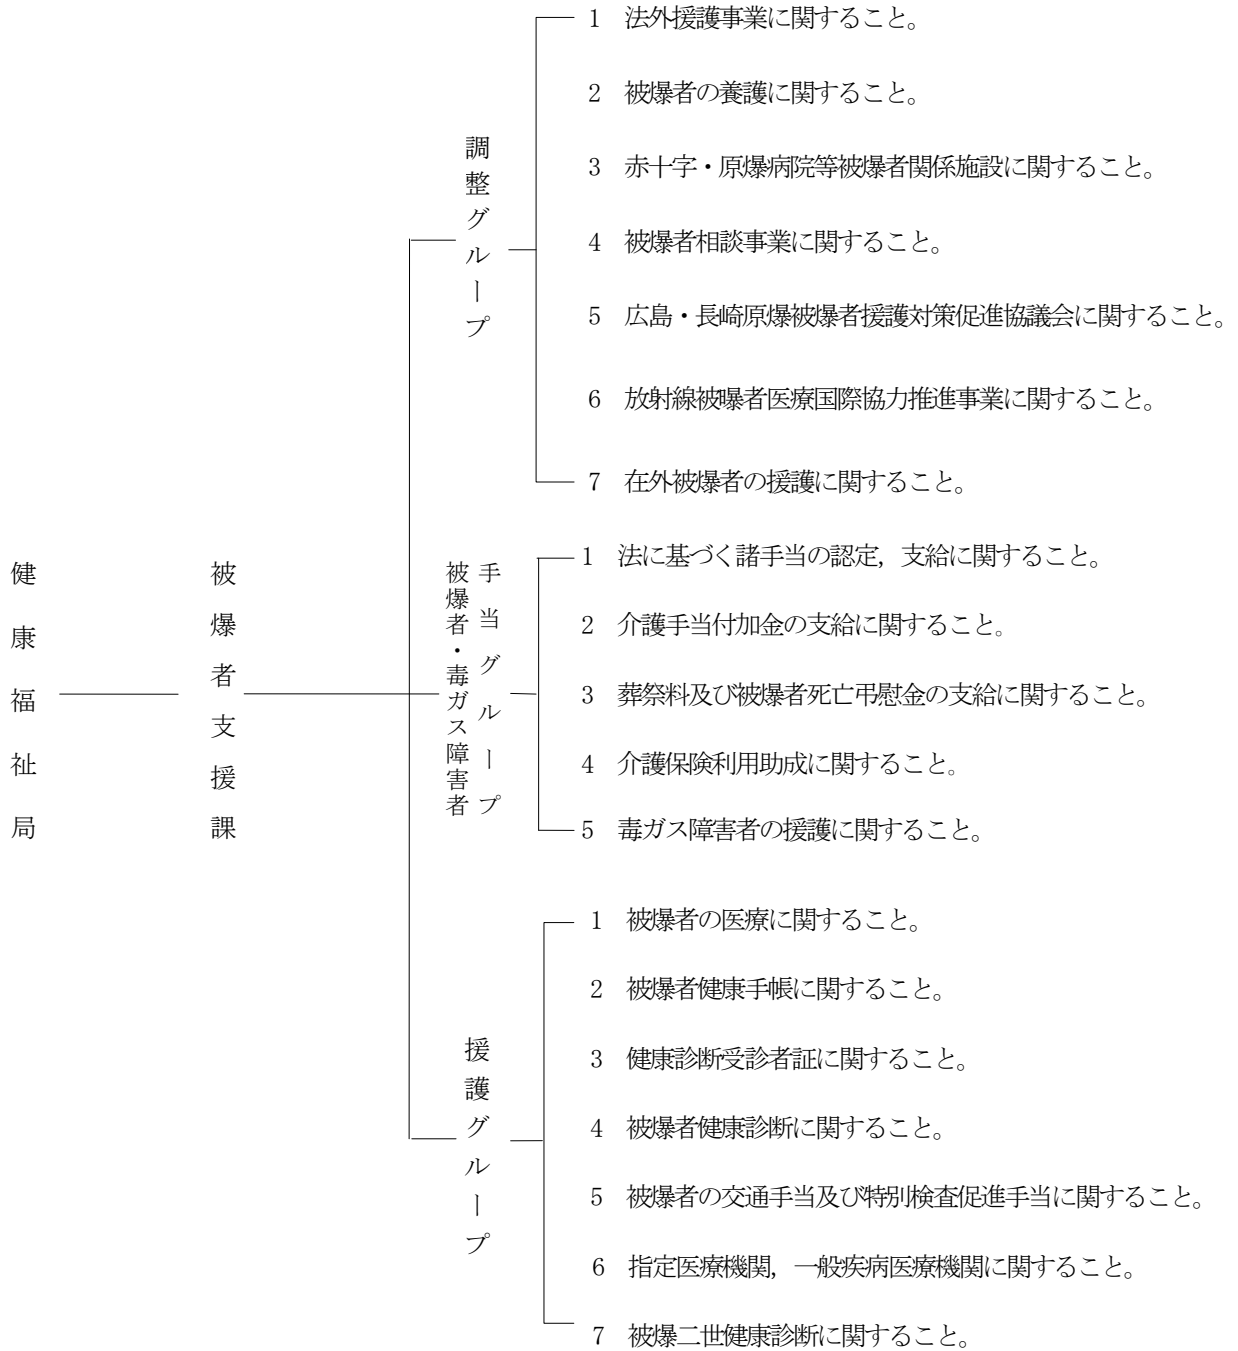 健康福祉局
被爆者支援課
調整グループ
1 法外援護事業に関すること。
2 被爆者の養護に関すること。
3 赤十字・原爆病院等被爆者関係施設に関すること。
4 被爆者相談事業に関すること。
5 広島・長崎原爆被爆者援護対策促進協議会に関すること。
6 放射線被曝者医療国際協力推進事業に関すること。
7 在外被爆者の援護に関すること。
被爆者・毒ガス障害者
手当グループ
1 法に基づく諸手当の認定，支給に関すること。
2 介護手当付加金の支給に関すること。
3 葬祭料及び被爆者死亡弔慰金の支給に関すること。
4 介護保険利用助成に関すること。
5 毒ガス障害者の援護に関すること。
援護グループ
1 被爆者の医療に関すること。
2 被爆者健康手帳に関すること。
3 健康診断受診者証に関すること。
4 被爆者健康診断に関すること。
5 被爆者の交通手当及び特別検査促進手当に関すること。
6 指定医療機関，一般疾病医療機関に関すること。
7 被爆二世健康診断に関すること。